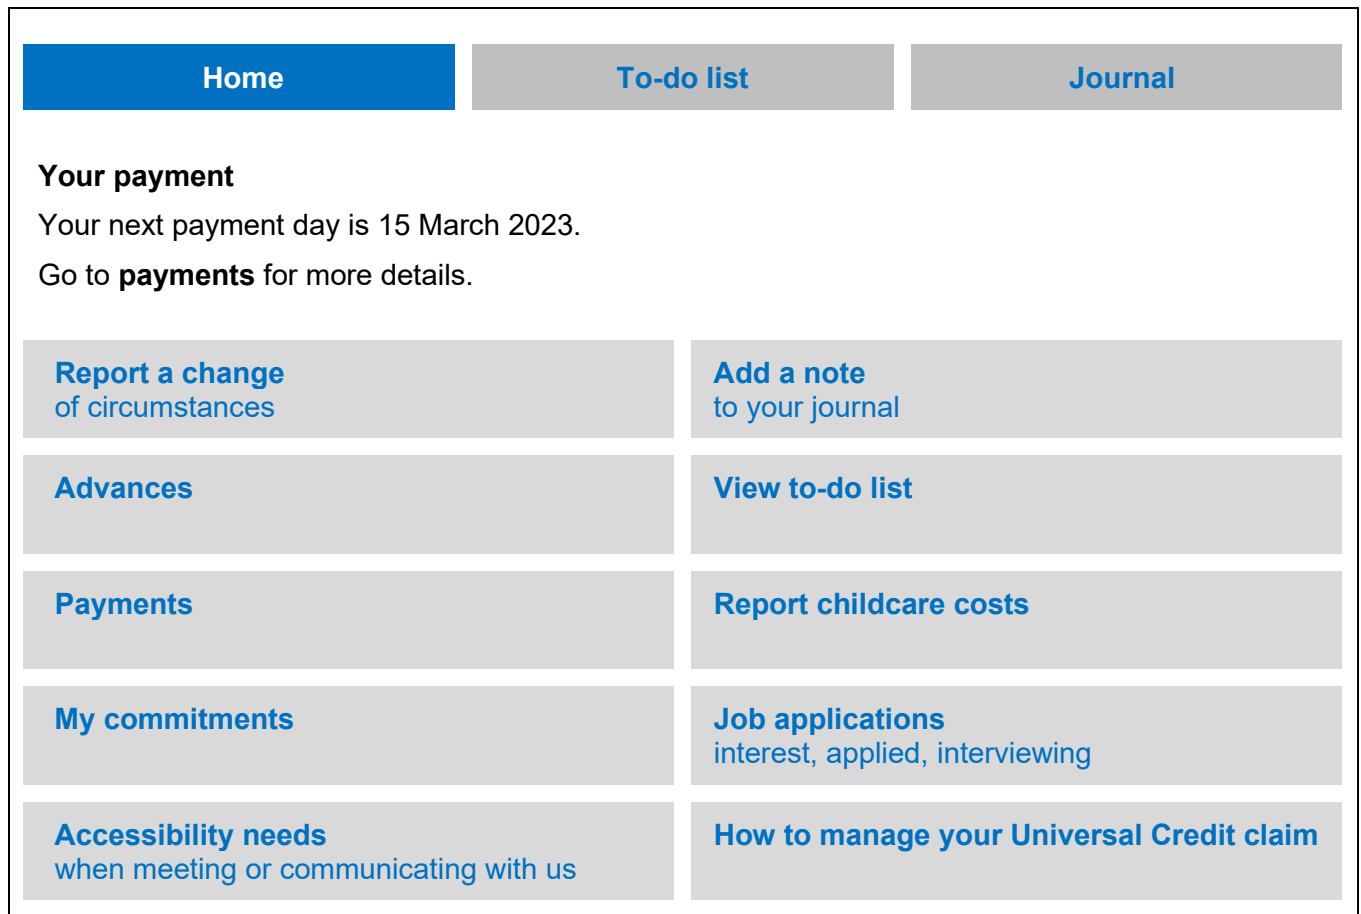 Home
To-do list
Journal
Your payment
Your next payment day is 15 March 2023.
Go to payments for more details.
Report a change
of circumstances
Add a note
to your journal
Advances
View to-do list
Payments
Report childcare costs
My commitments
Job applications
interest, applied, interviewing
Accessibility needs
when meeting or communicating with us
How to manage your Universal Credit claim